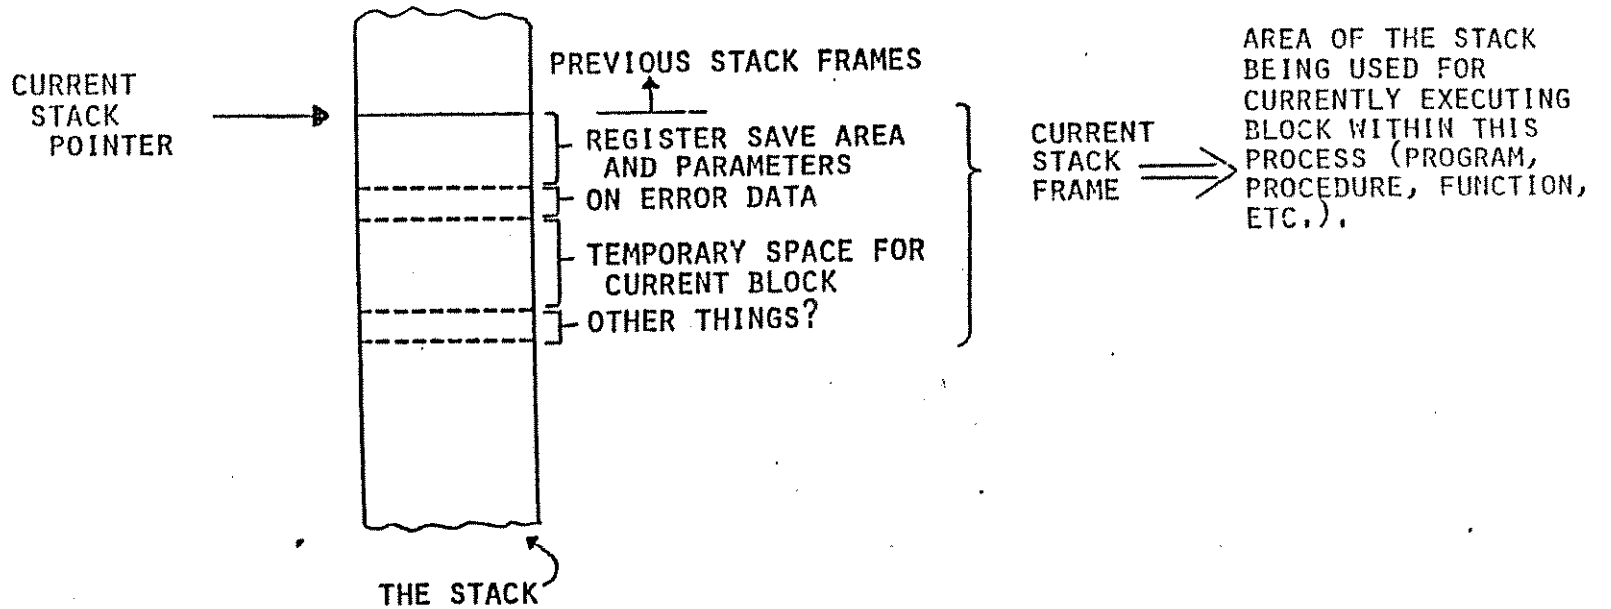 CURRENT
STACK
POINTER
PREVIOUS STACK FRAMES
REGISTER SAVE AREA
AND PARAMETERS
ON ERROR DATA
TEMPORARY SPACE FOR
CURRENT BLOCK
OTHER THINGS?
THE STACK
CURRENT
STACK
FRAME
AREA OF THE STACK
BEING USED FOR
CURRENTLY EXECUTING
BLOCK WITHIN THIS
PROCESS (PROGRAM,
PROCEDURE, FUNCTION,
ETC.).